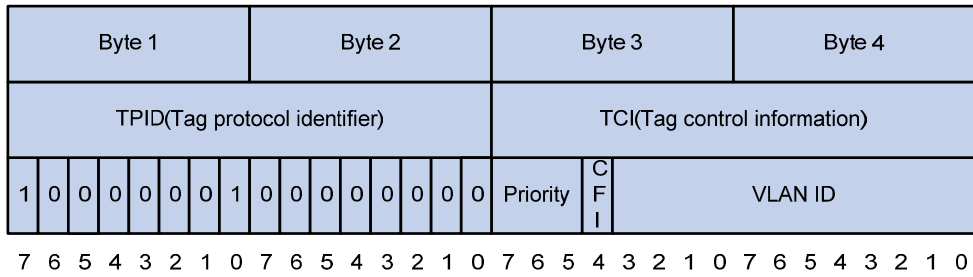 Byte 1 Byte 2 Byte 3 Byte 4
TPID(Tag protocol identifier) TCI(Tag control information)
1 0 0 0 0 0 0 1 0 0 0 0 0 0 0 0 Priority CFI VLAN ID
7 6 5 4 3 2 1 0 7 6 5 4 3 2 1 0 7 6 5 4 3 2 1 0 7 6 5 4 3 2 1 0